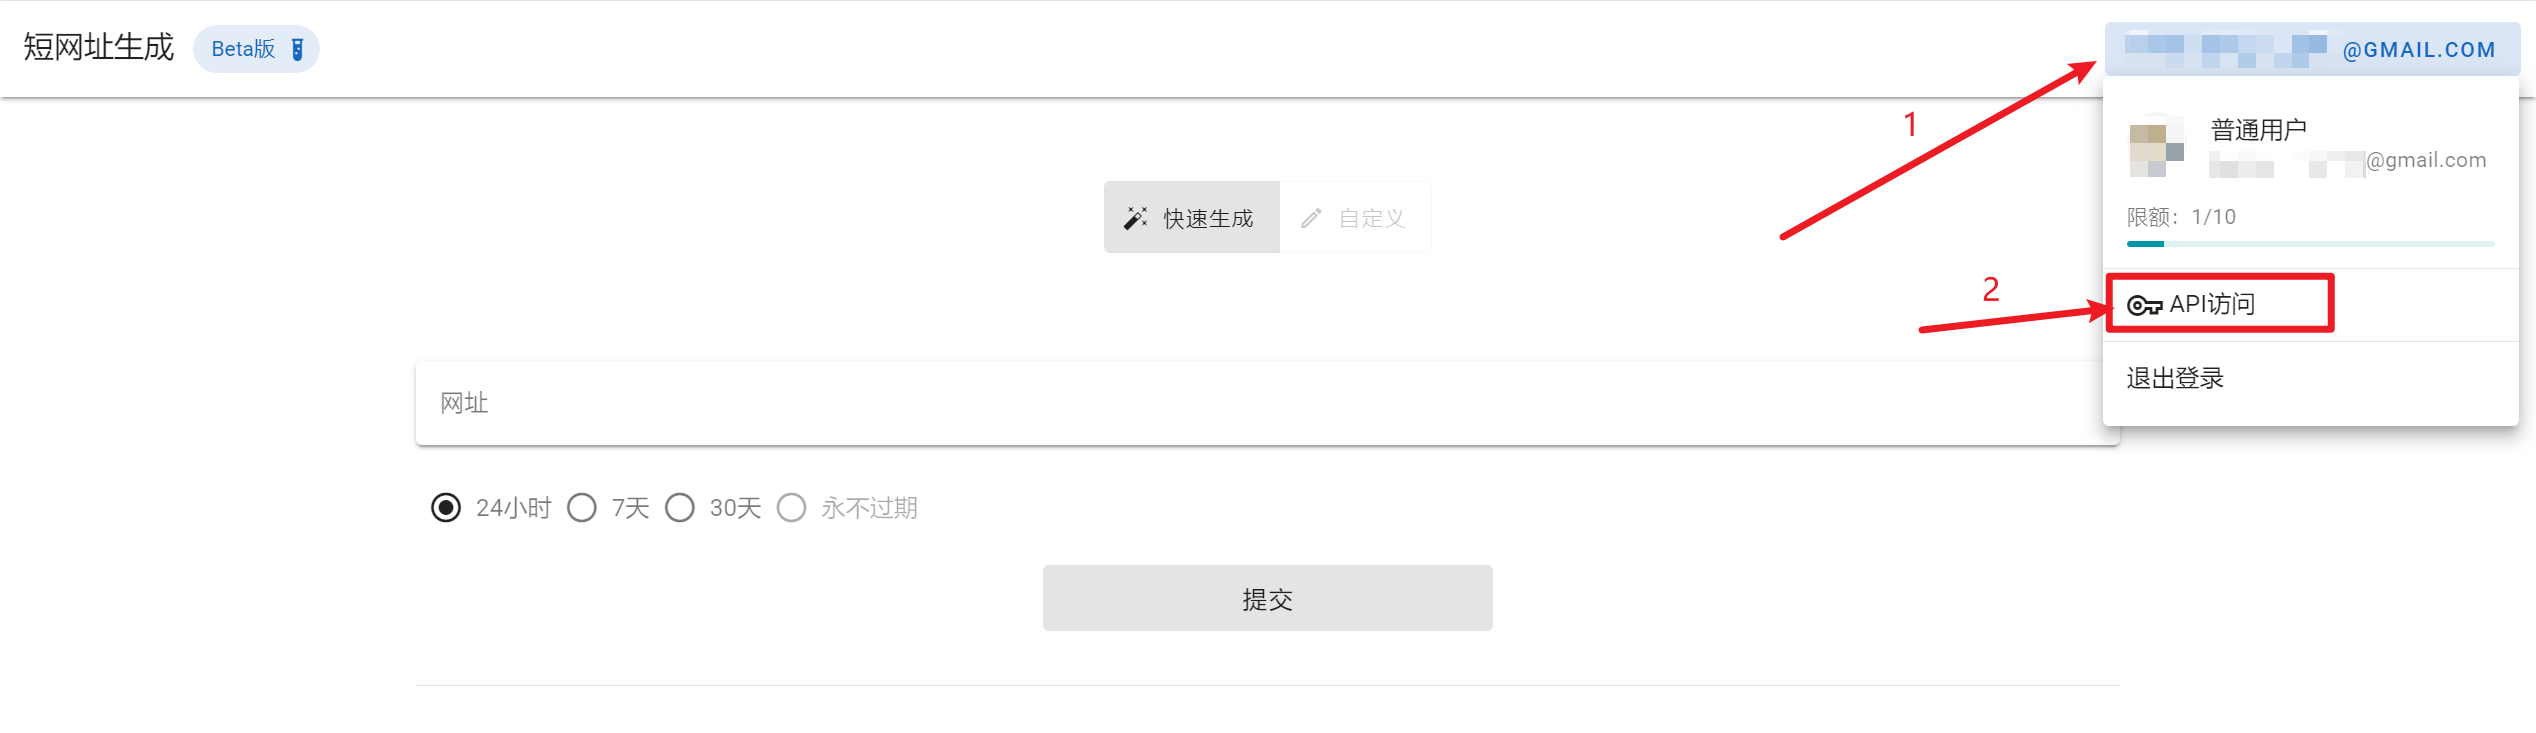 短网址生成 Beta版
@GMAIL.COM
1
普通用户
@gmail.com
快速生成 自定义
限额：1/10
2
API访问
网址
退出登录
24小时 7天 30天 永不过期
提交